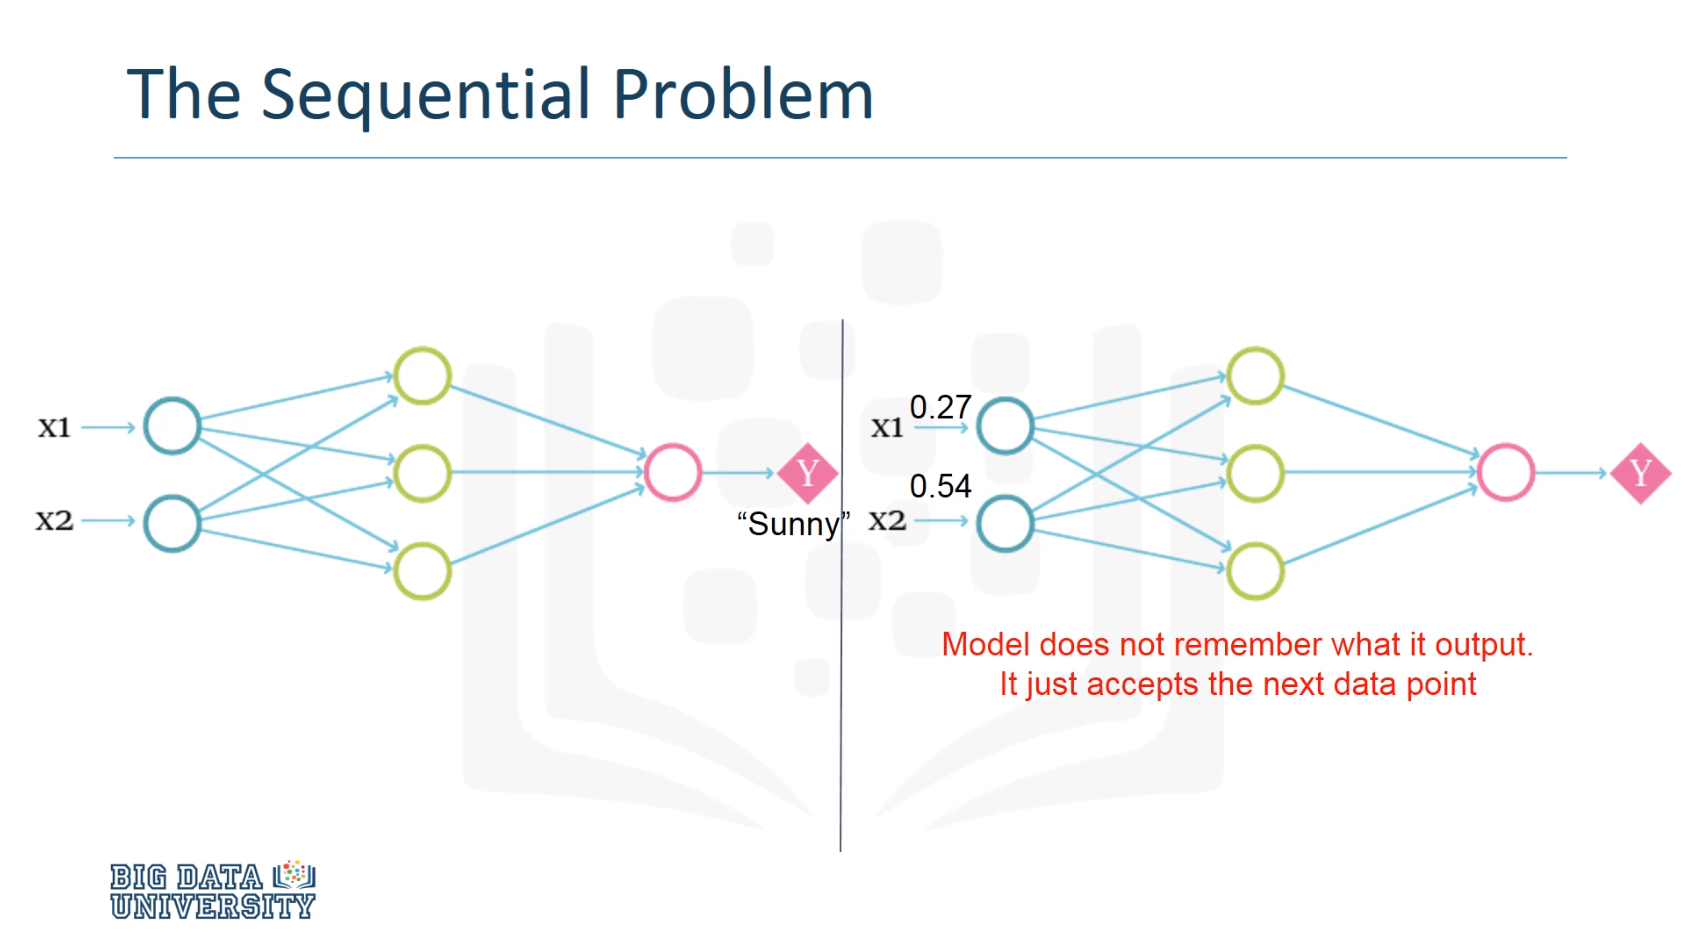 The Sequential Problem
X1
X2
Y
“Sunny”
0.27
X1
0.54
X2
Y
Model does not remember what it output.
It just accepts the next data point
BIG DATA
UNIVERSITY